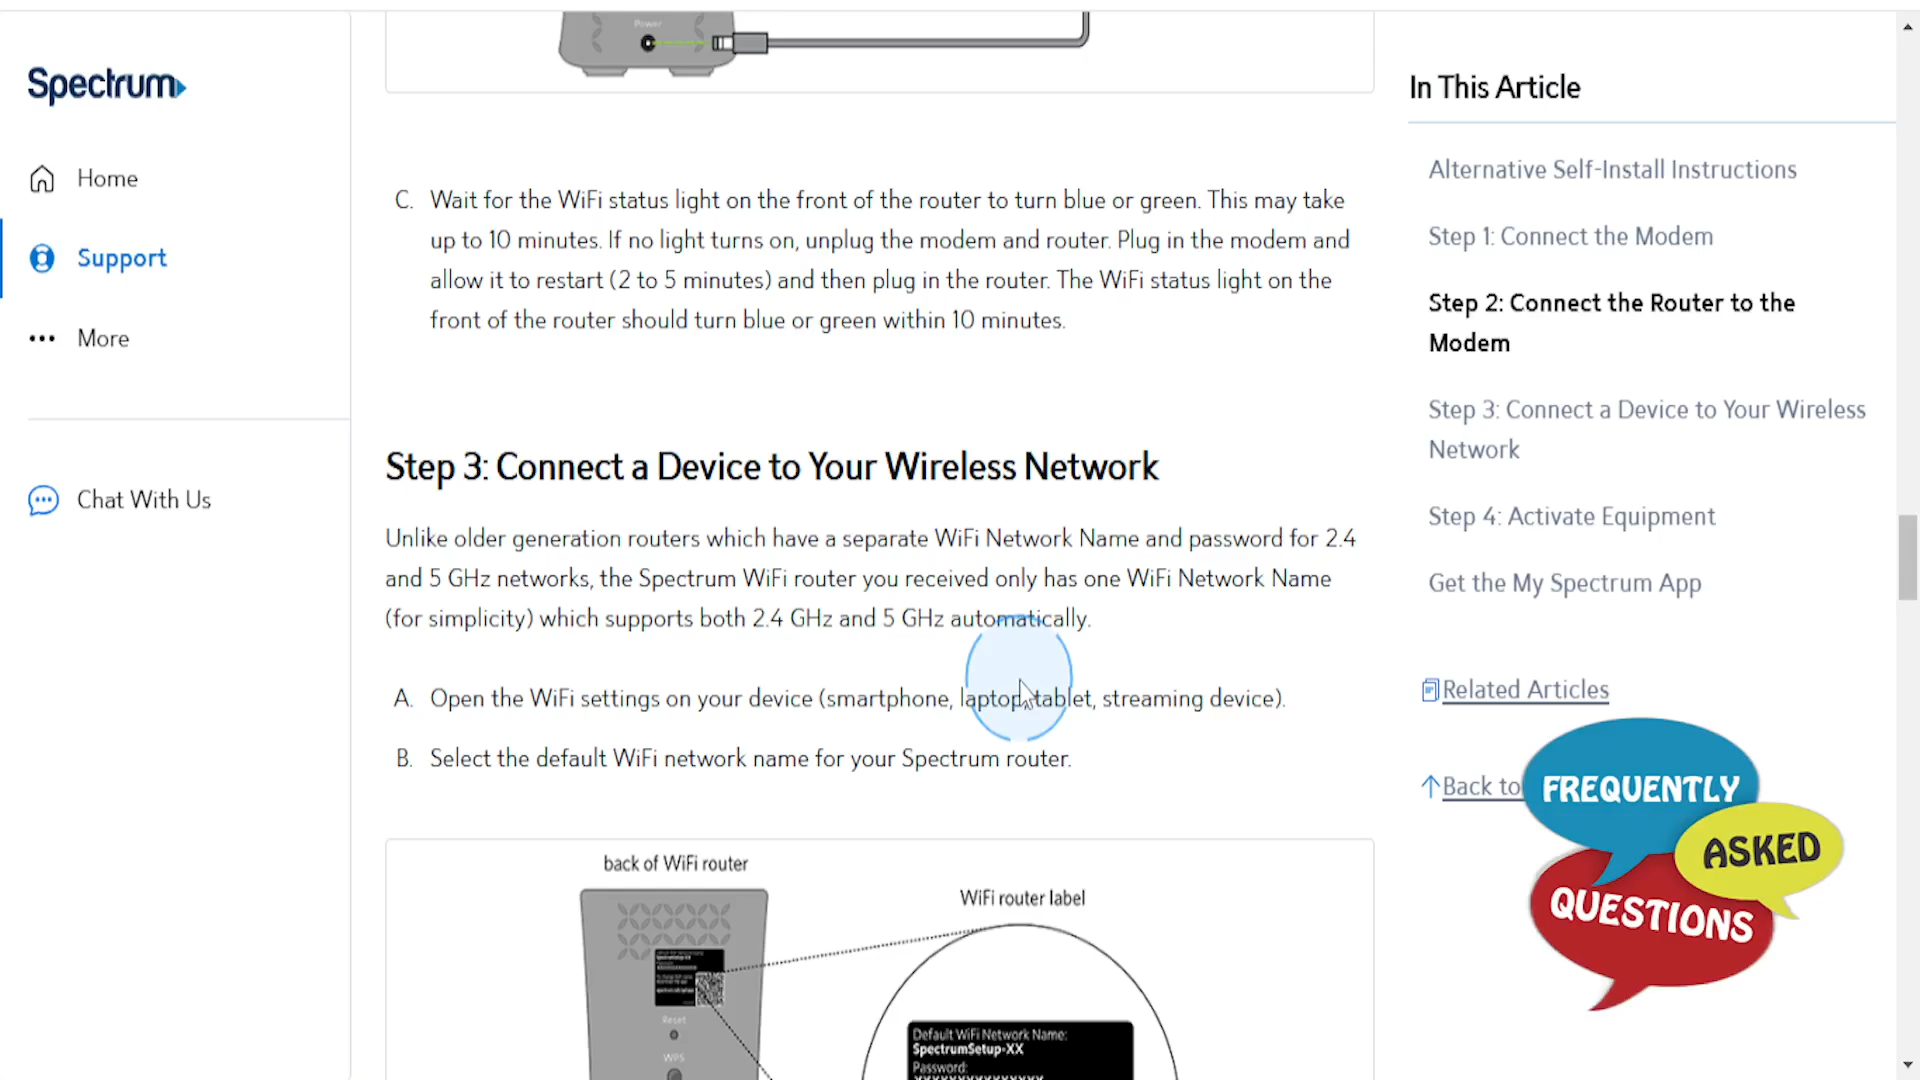 Power
Spectrum
Home
Support
More
Chat With Us
C. Wait for the WiFi status light on the front of the router to turn blue or green. This may take
up to 10 minutes. If no light turns on, unplug the modem and router. Plug in the modem and
allow it to restart (2 to 5 minutes) and then plug in the router. The WiFi status light on the
front of the router should turn blue or green within 10 minutes.
Step 3: Connect a Device to Your Wireless Network
Unlike older generation routers which have a separate WiFi Network Name and password for 2.4
and 5 GHz networks, the Spectrum WiFi router you received only has one WiFi Network Name
(for simplicity) which supports both 2.4 GHz and 5 GHz automatically.
A. Open the WiFi settings on your device (smartphone, laptop, tablet, streaming device).
B. Select the default WiFi network name for your Spectrum router.
back of WiFi router
WiFi router label
Reset
WPS
Default WiFi Network Name:
SpectrumSetup-XX
Password:
In This Article
Alternative Self-Install Instructions
Step 1: Connect the Modem
Step 2: Connect the Router to the
Modem
Step 3: Connect a Device to Your Wireless
Network
Step 4: Activate Equipment
Get the My Spectrum App
Related Articles
Back to
FREQUENTLY
ASKED
QUESTIONS